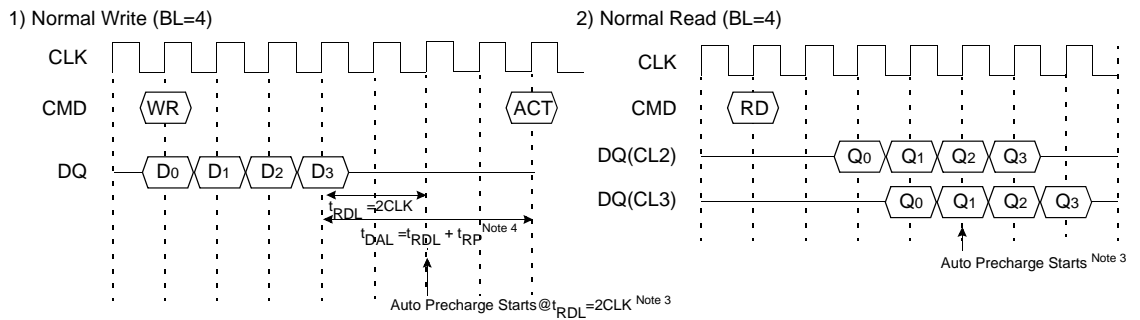 1) Normal Write (BL=4)
CLK
CMD
WR
ACT
DQ
D0
D1
D2
D3
tRDL =2CLK
tDAL =tRDL + tRP Note 4
Auto Precharge Starts@tRDL=2CLK Note 3
2) Normal Read (BL=4)
CLK
CMD
RD
DQ(CL2)
Q0
Q1
Q2
Q3
DQ(CL3)
Q0
Q1
Q2
Q3
Auto Precharge Starts Note 3